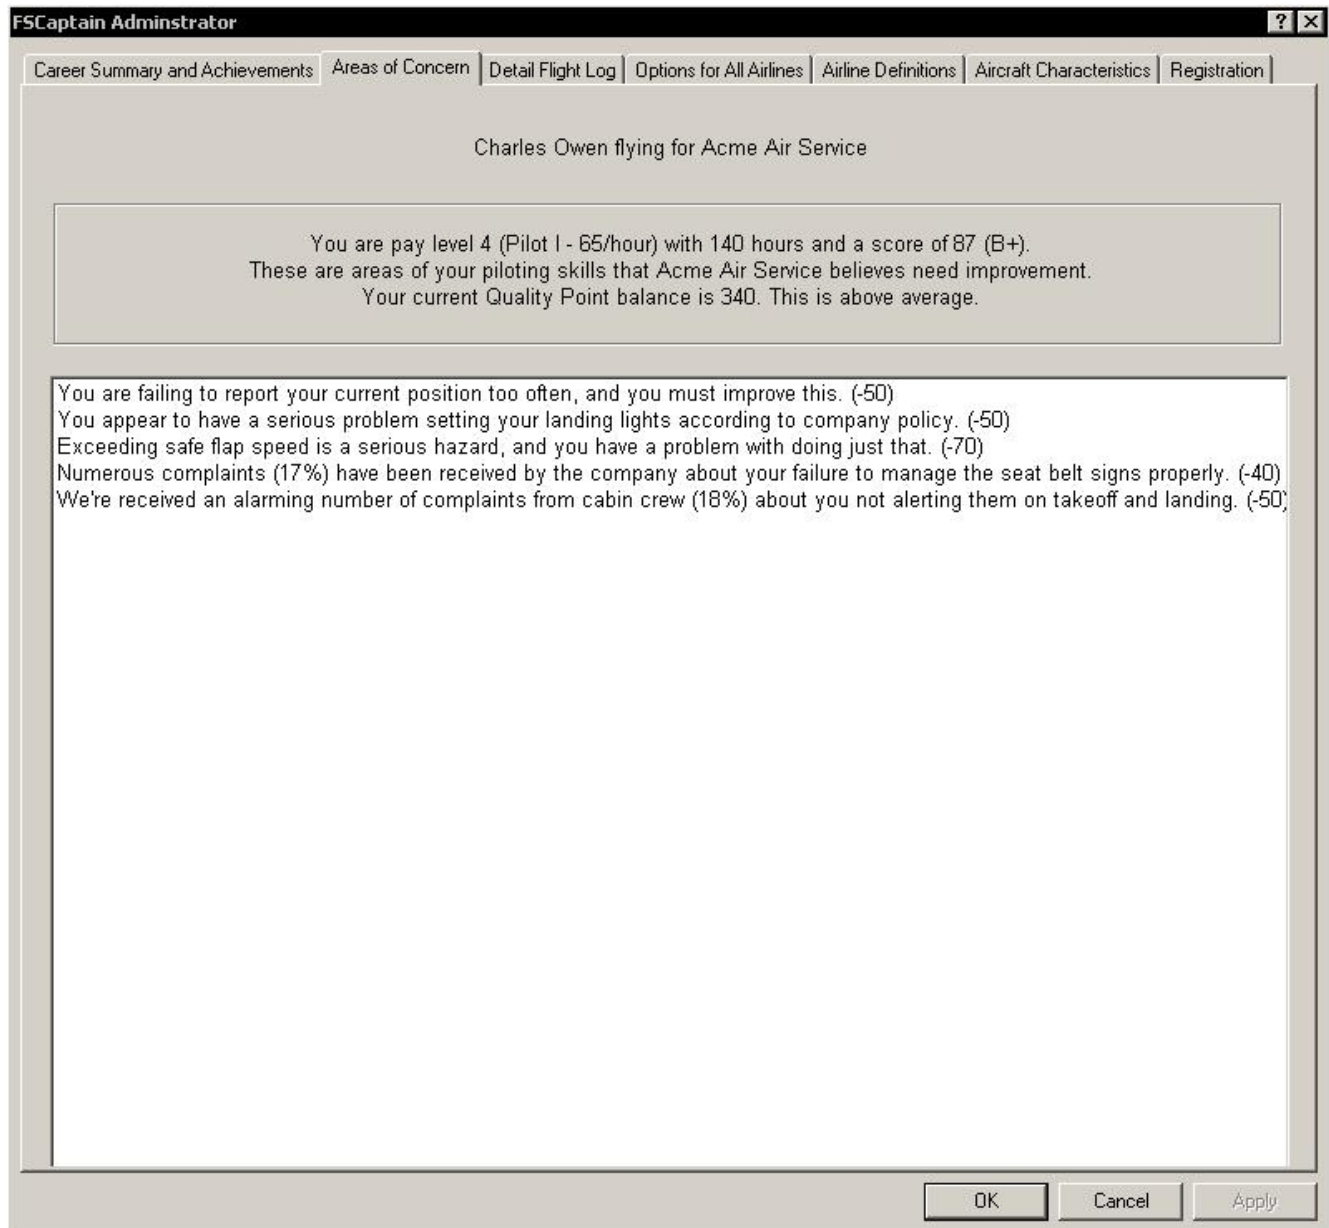 FSCaptain Adminstrator
? ×
Career Summary and Achievements Areas of Concern Detail Flight Log Options for All Airlines Airline Definitions Aircraft Characteristics Registration
Charles Owen flying for Acme Air Service
You are pay level 4 (Pilot I - 65/hour) with 140 hours and a score of 87 (B+).
These are areas of your piloting skills that Acme Air Service believes need improvement.
Your current Quality Point balance is 340. This is above average.
You are failing to report your current position too often, and you must improve this. (-50)
You appear to have a serious problem setting your landing lights according to company policy. (-50)
Exceeding safe flap speed is a serious hazard, and you have a problem with doing just that. (-70)
Numerous complaints (17%) have been received by the company about your failure to manage the seat belt signs properly. (-40)
We're received an alarming number of complaints from cabin crew (18%) about you not alerting them on takeoff and landing. (-50)
OK Cancel Apply